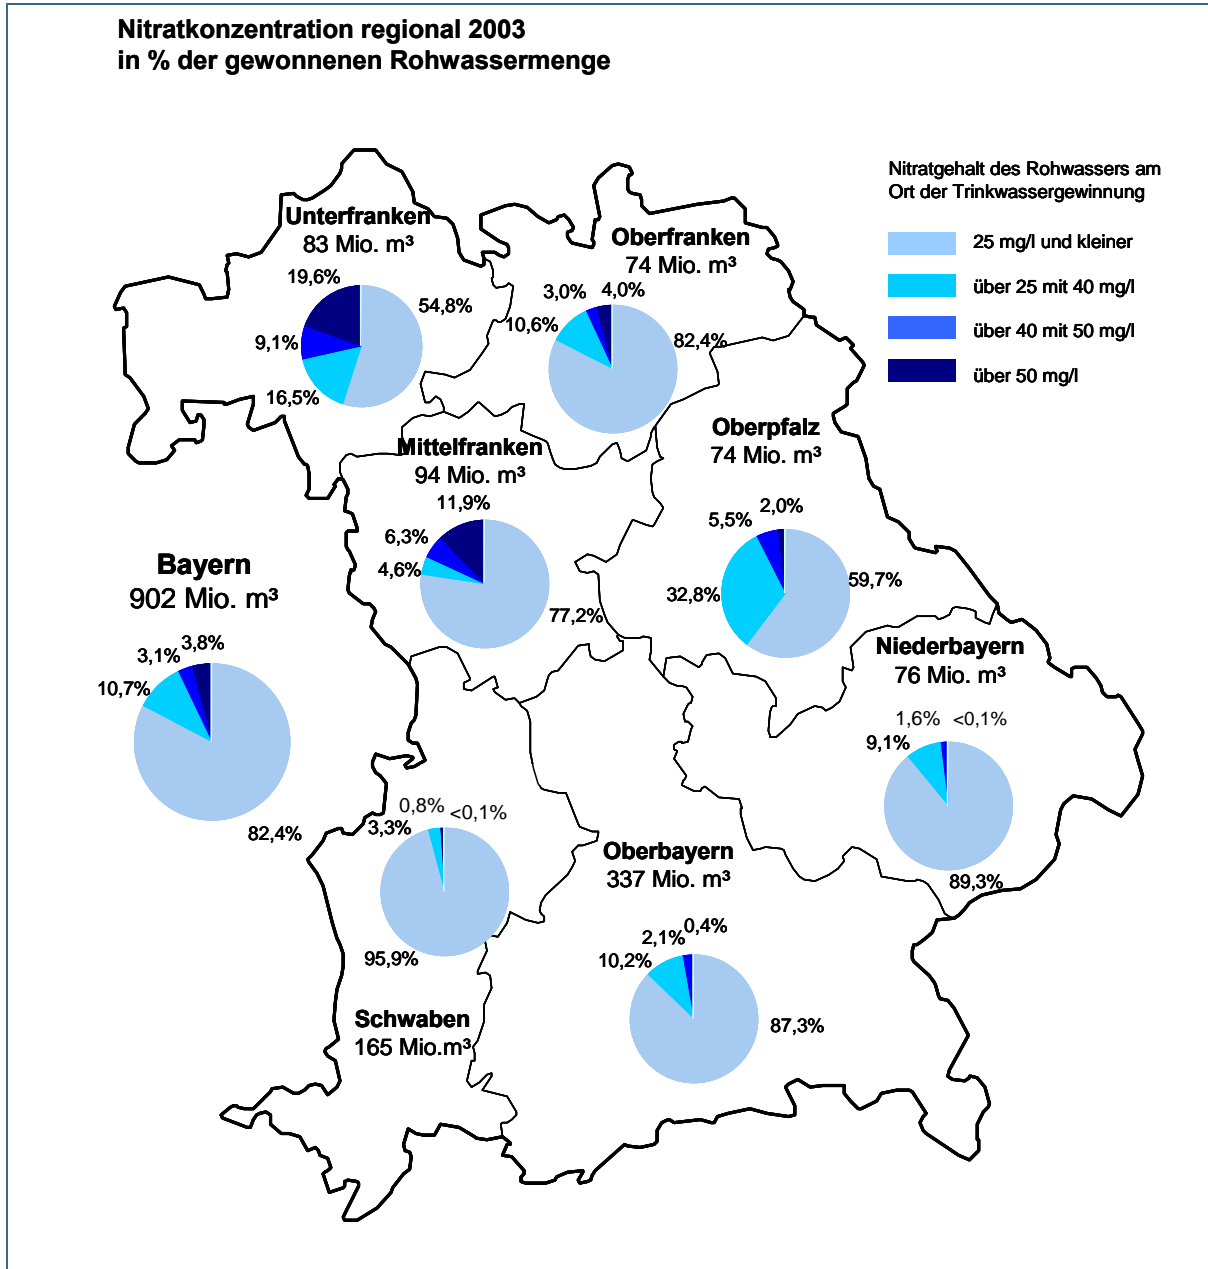 Nitratkonzentration regional 2003
in % der gewonnenen Rohwassermenge
Nitratgehalt des Rohwassers am
Ort der Trinkwassergewinnung
25 mg/l und kleiner
über 25 mit 40 mg/l
über 40 mit 50 mg/l
über 50 mg/l
Unterfranken
83 Mio. m³
19,6%
54,8%
9,1%
16,5%
Oberfranken
74 Mio. m³
3,0%
4,0%
10,6%
82,4%
Mittelfranken
94 Mio. m³
11,9%
6,3%
4,6%
77,2%
Oberpfalz
74 Mio. m³
2,0%
5,5%
32,8%
59,7%
Bayern
902 Mio. m³
3,8%
3,1%
10,7%
82,4%
Niederbayern
76 Mio. m³
1,6%
<0,1%
9,1%
89,3%
0,8%
<0,1%
3,3%
95,9%
Schwaben
165 Mio.m³
Oberbayern
337 Mio. m³
0,4%
2,1%
10,2%
87,3%